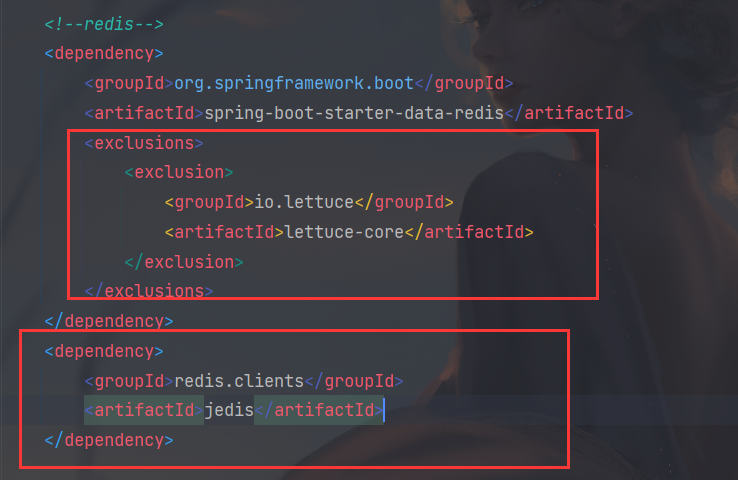 <!--redis-->
<dependency>
<groupId>org.springframework.boot</groupId>
<artifactId>spring-boot-starter-data-redis</artifactId>
<exclusions>
<exclusion>
<groupId>io.lettuce</groupId>
<artifactId>lettuce-core</artifactId>
</exclusion>
</exclusions>
</dependency>
<dependency>
<groupId>redis.clients</groupId>
<artifactId>jedis</artifactId>
</dependency>